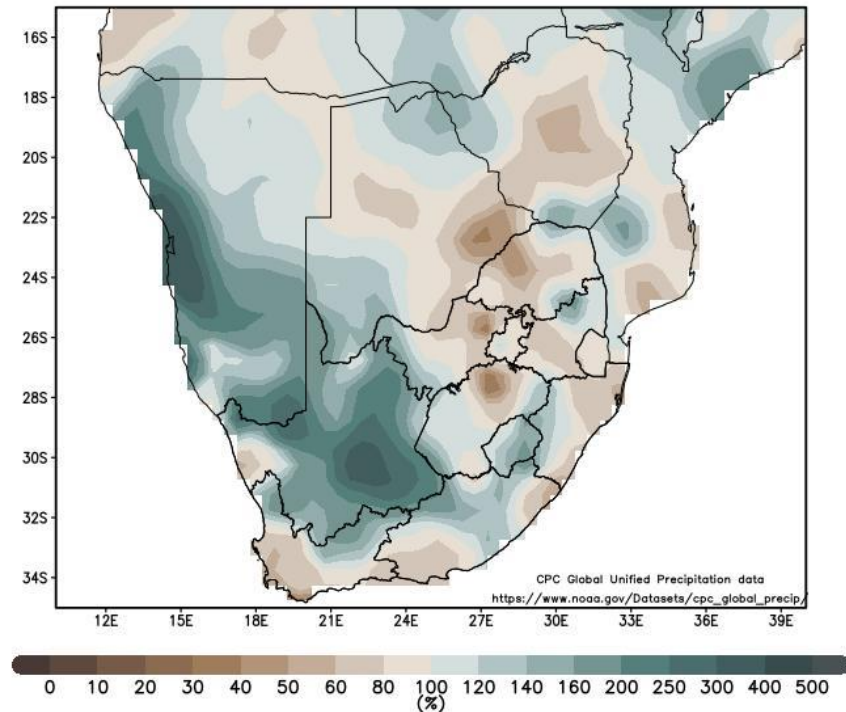 16S
18S
20S
22S
24S
26S
28S
30S
32S
34S
CPC Global Unified Precipitation data
https://www.noaa.gov/Datasets/cpc_global_precip/
12E 15E 18E 21E 24E 27E 30E 33E 36E 39E
0 10 20 30 40 50 60 80 100 120 140 160 200 250 300 400 500
(%)